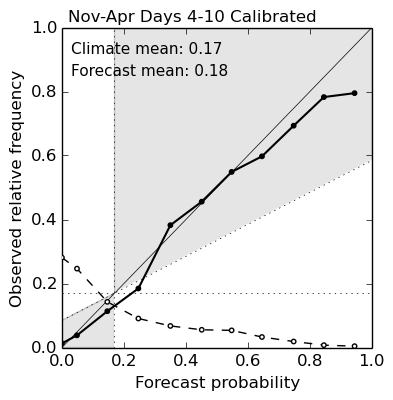 Nov-Apr Days 4-10 Calibrated
Climate mean: 0.17
Forecast mean: 0.18
Observed relative frequency
1.0
0.8
0.6
0.4
0.2
0.0
0.0 0.2 0.4 0.6 0.8 1.0
Forecast probability